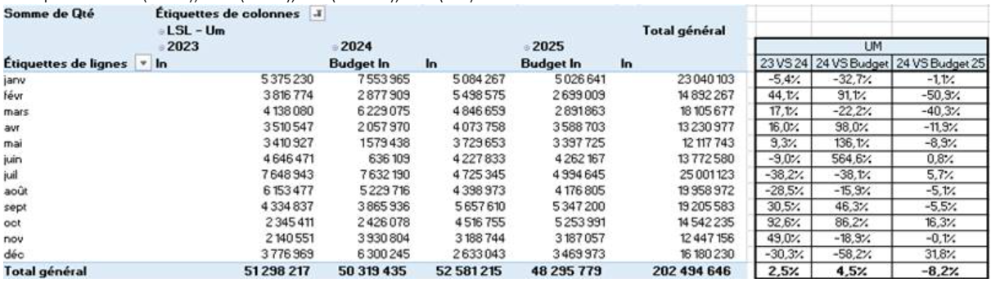 Somme de Qté Étiquettes de colonnes
LSL - Um Total général
2023 2024 2025 UM
Étiquettes de lignes In Budget In In Budget In In 23 VS 24 24 VS Budget 24 VS Budget 25
janv 5 375 230 7 553 965 5 084 267 5 026 641 23 040 103 -5,4% -32,7% -1,1%
févr 3 816 774 2 877 909 5 498 575 2 699 009 14 892 267 44,1% 91,1% -50,9%
mars 4 138 080 6 229 075 4 846 659 2 891 863 18 105 677 17,1% -22,2% -40,3%
avr 3 510 547 2 057 970 4 073 758 3 588 703 13 230 977 16,0% 98,0% -11,9%
mai 3 410 927 1 579 438 3 729 653 3 397 725 12 117 743 9,3% 136,1% -8,9%
juin 4 646 471 636 109 4 227 833 4 262 167 13 772 580 -9,0% 564,6% 0,8%
juil 7 648 943 7 632 190 4 725 345 4 994 645 25 001 123 -38,2% -38,1% 5,7%
août 6 153 477 5 229 716 4 398 973 4 176 805 19 958 972 -28,5% -15,9% -5,1%
sept 4 334 837 3 865 936 5 657 610 5 347 200 19 205 583 30,5% 46,3% -5,5%
oct 2 345 411 2 426 078 4 516 755 5 253 991 14 542 235 92,6% 86,2% 16,3%
nov 2 140 551 3 930 804 3 188 744 3 187 057 12 447 156 49,0% -18,9% -0,1%
déc 3 776 969 6 300 245 2 633 043 3 469 973 16 180 230 -30,3% -58,2% 31,8%
Total général 51 298 217 50 319 435 52 581 215 48 295 779 202 494 646 2,5% 4,5% -8,2%